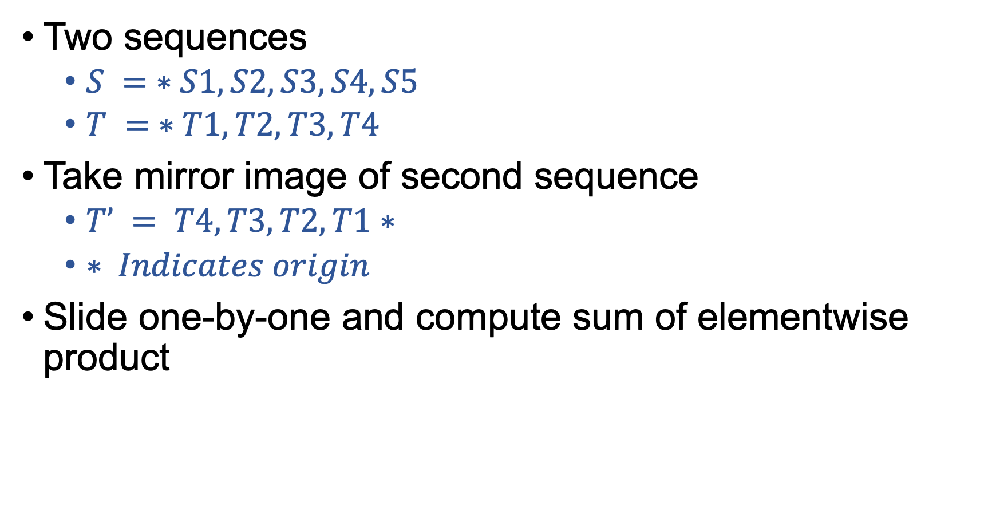 • Two sequences
• S = * S1, S2, S3, S4, S5
• T = * T1, T2, T3, T4
• Take mirror image of second sequence
• T’ = T4, T3, T2, T1 *
• * Indicates origin
• Slide one-by-one and compute sum of elementwise
product